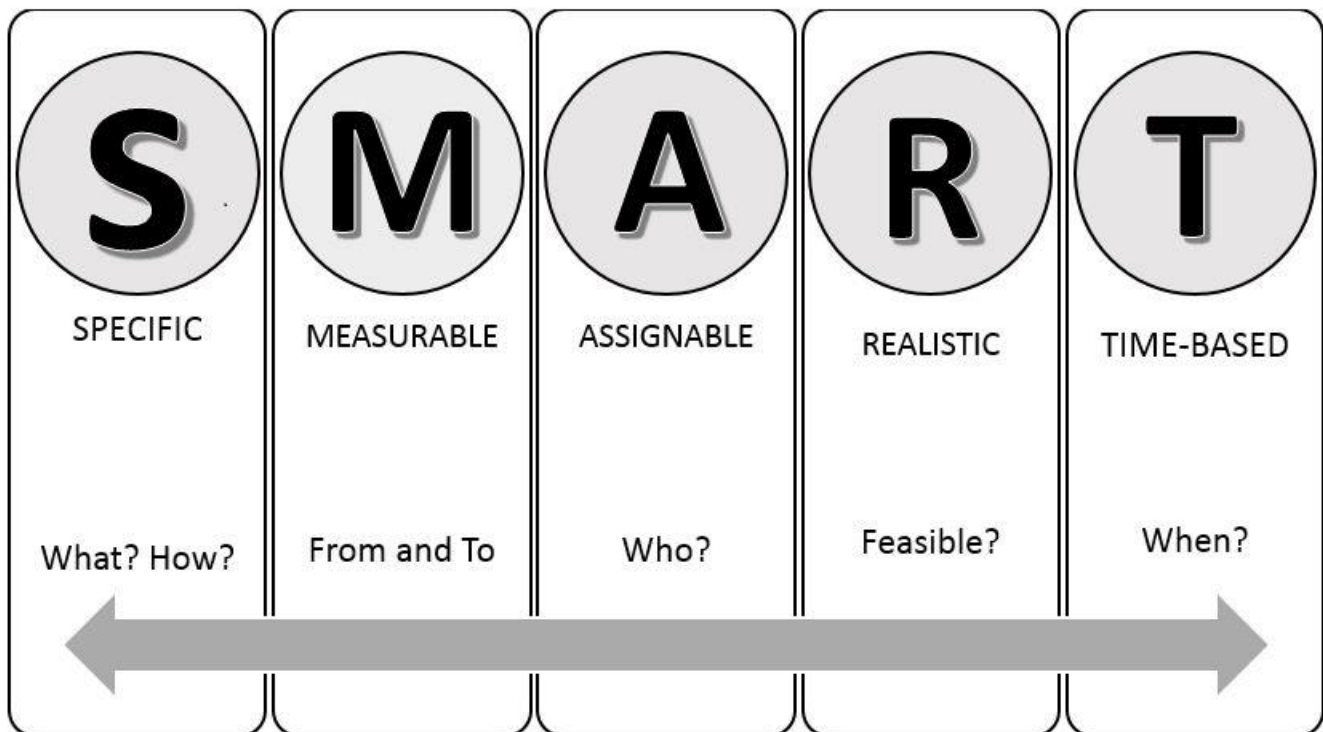 S
SPECIFIC
What? How?
M
MEASURABLE
From and To
A
ASSIGNABLE
Who?
R
REALISTIC
Feasible?
T
TIME-BASED
When?